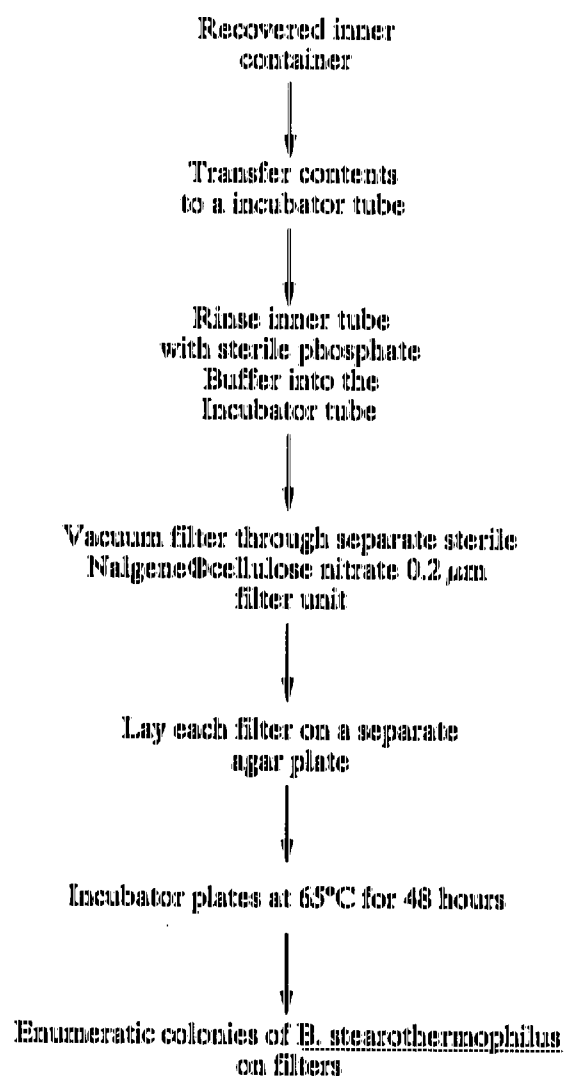 Recovered inner
container
Transfer contents
to a incubator tube
Rinse inner tube
with sterile phosphate
Buffer into the
Incubator tube
Vacuum filter through separate sterile
Nalgene®cellulose nitrate 0.2 μm
filter unit
Lay each filter on a separate
agar plate
Incubator plates at 65°C for 48 hours
Enumeratic colonies of B. stearothermophilus
on filters